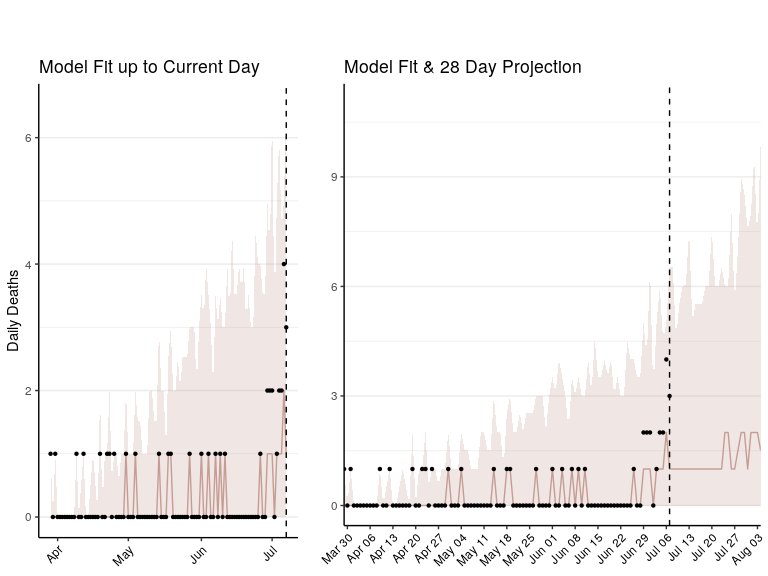 Model Fit up to Current Day
Model Fit & 28 Day Projection
Daily Deaths
6
4
2
0
Apr
May
Jun
Jul
9
6
3
0
Mar 30
Apr 06
Apr 13
Apr 20
Apr 27
May 04
May 11
May 18
May 25
Jun 01
Jun 08
Jun 15
Jun 22
Jun 29
Jul 06
Jul 13
Jul 20
Jul 27
Aug 03